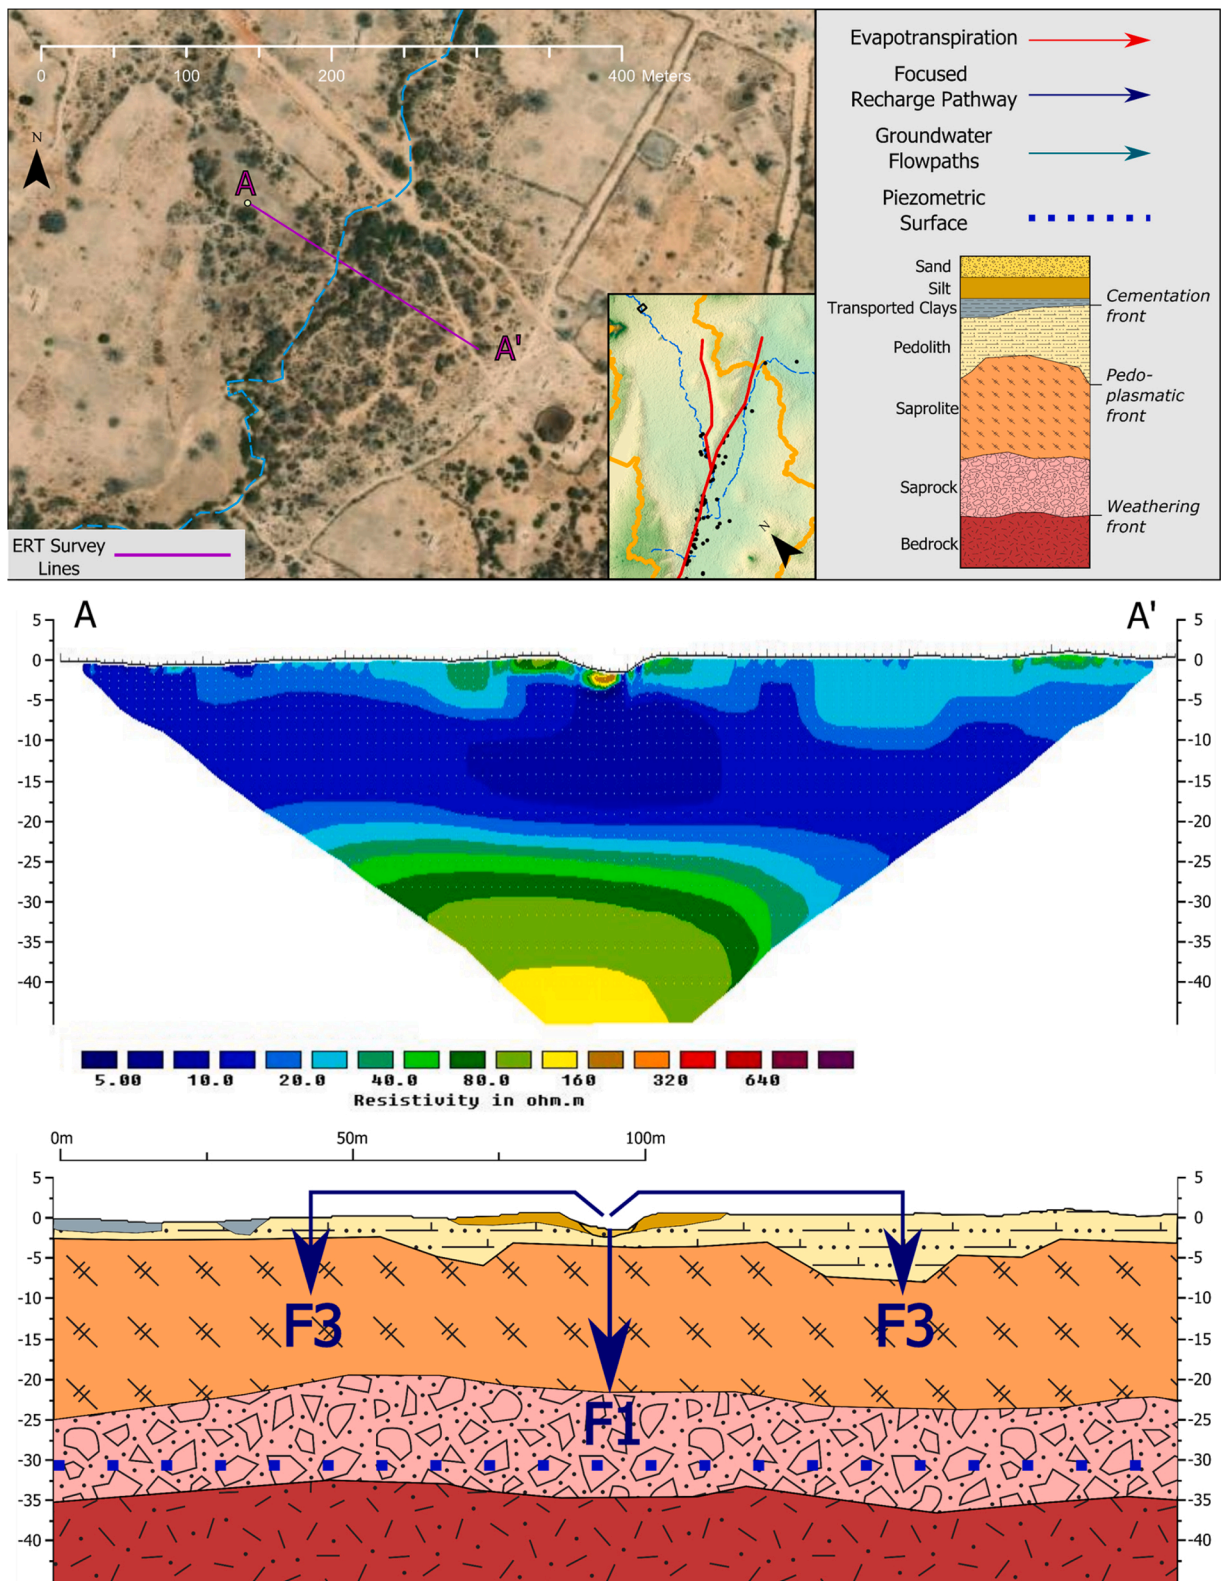 0 100 200 400 Meters
N
A
A'
ERT Survey
Lines
N
Evapotranspiration
Focused
Recharge Pathway
Groundwater
Flowpaths
Piezometric
Surface
Sand
Silt
Transported Clays
Pedolith
Saprolite
Saprock
Bedrock
Cementation
front
Pedo-
plasmatic
front
Weathering
front
A A'
5 5
0 0
-5 -5
-10 -10
-15 -15
-20 -20
-25 -25
-30 -30
-35 -35
-40 -40
5.00 10.0 20.0 40.0 80.0 160 320 640
Resistivity in ohm.m
0m 50m 100m
5 5
0 0
-5 -5
-10 -10
F3 F3
-15 -15
-20 -20
F1
-25 -25
-30 -30
-35 -35
-40 -40